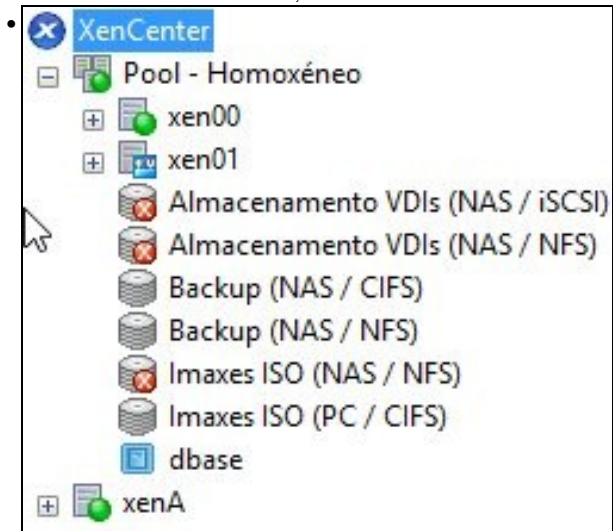 XenCenter
Pool - Homoxéneo
xen00
xen01
Almacenamento VDIs (NAS / iSCSI)
Almacenamento VDIs (NAS / NFS)
Backup (NAS / CIFS)
Backup (NAS / NFS)
Imaxes ISO (NAS / NFS)
Imaxes ISO (PC / CIFS)
dbase
xenA